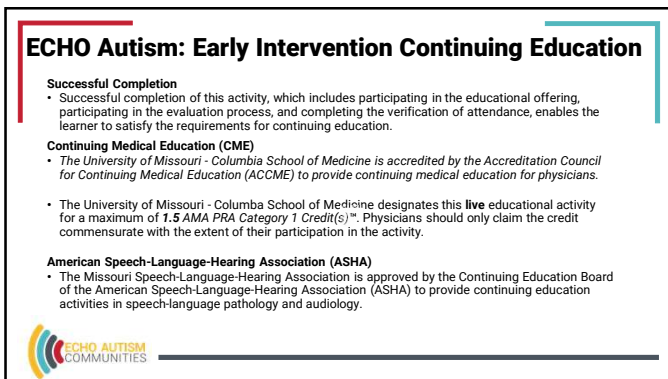 ECHO Autism: Early Intervention Continuing Education
Successful Completion
• Successful completion of this activity, which includes participating in the educational offering,
participating in the evaluation process, and completing the verification of attendance, enables the
learner to satisfy the requirements for continuing education.
Continuing Medical Education (CME)
• The University of Missouri - Columbia School of Medicine is accredited by the Accreditation Council
for Continuing Medical Education (ACCME) to provide continuing medical education for physicians.
• The University of Missouri - Columba School of Medicine designates this live educational activity
for a maximum of 1.5 AMA PRA Category 1 Credit(s)™. Physicians should only claim the credit
commensurate with the extent of their participation in the activity.
American Speech-Language-Hearing Association (ASHA)
• The Missouri Speech-Language-Hearing Association is approved by the Continuing Education Board
of the American Speech-Language-Hearing Association (ASHA) to provide continuing education
activities in speech-language pathology and audiology.
ECHO AUTISM
COMMUNITIES